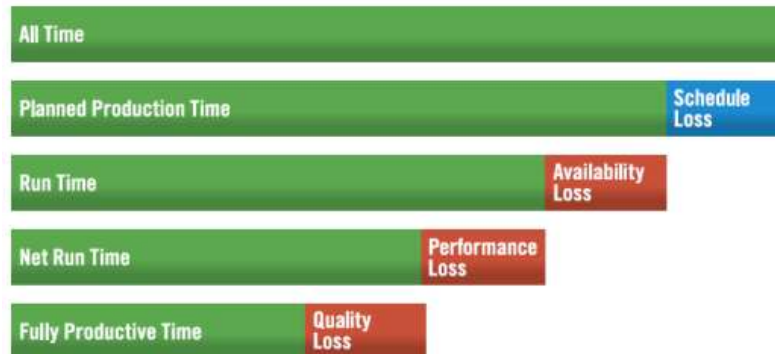 All Time
Planned Production Time
Schedule
Loss
Run Time
Availability
Loss
Net Run Time
Performance
Loss
Fully Productive Time
Quality
Loss